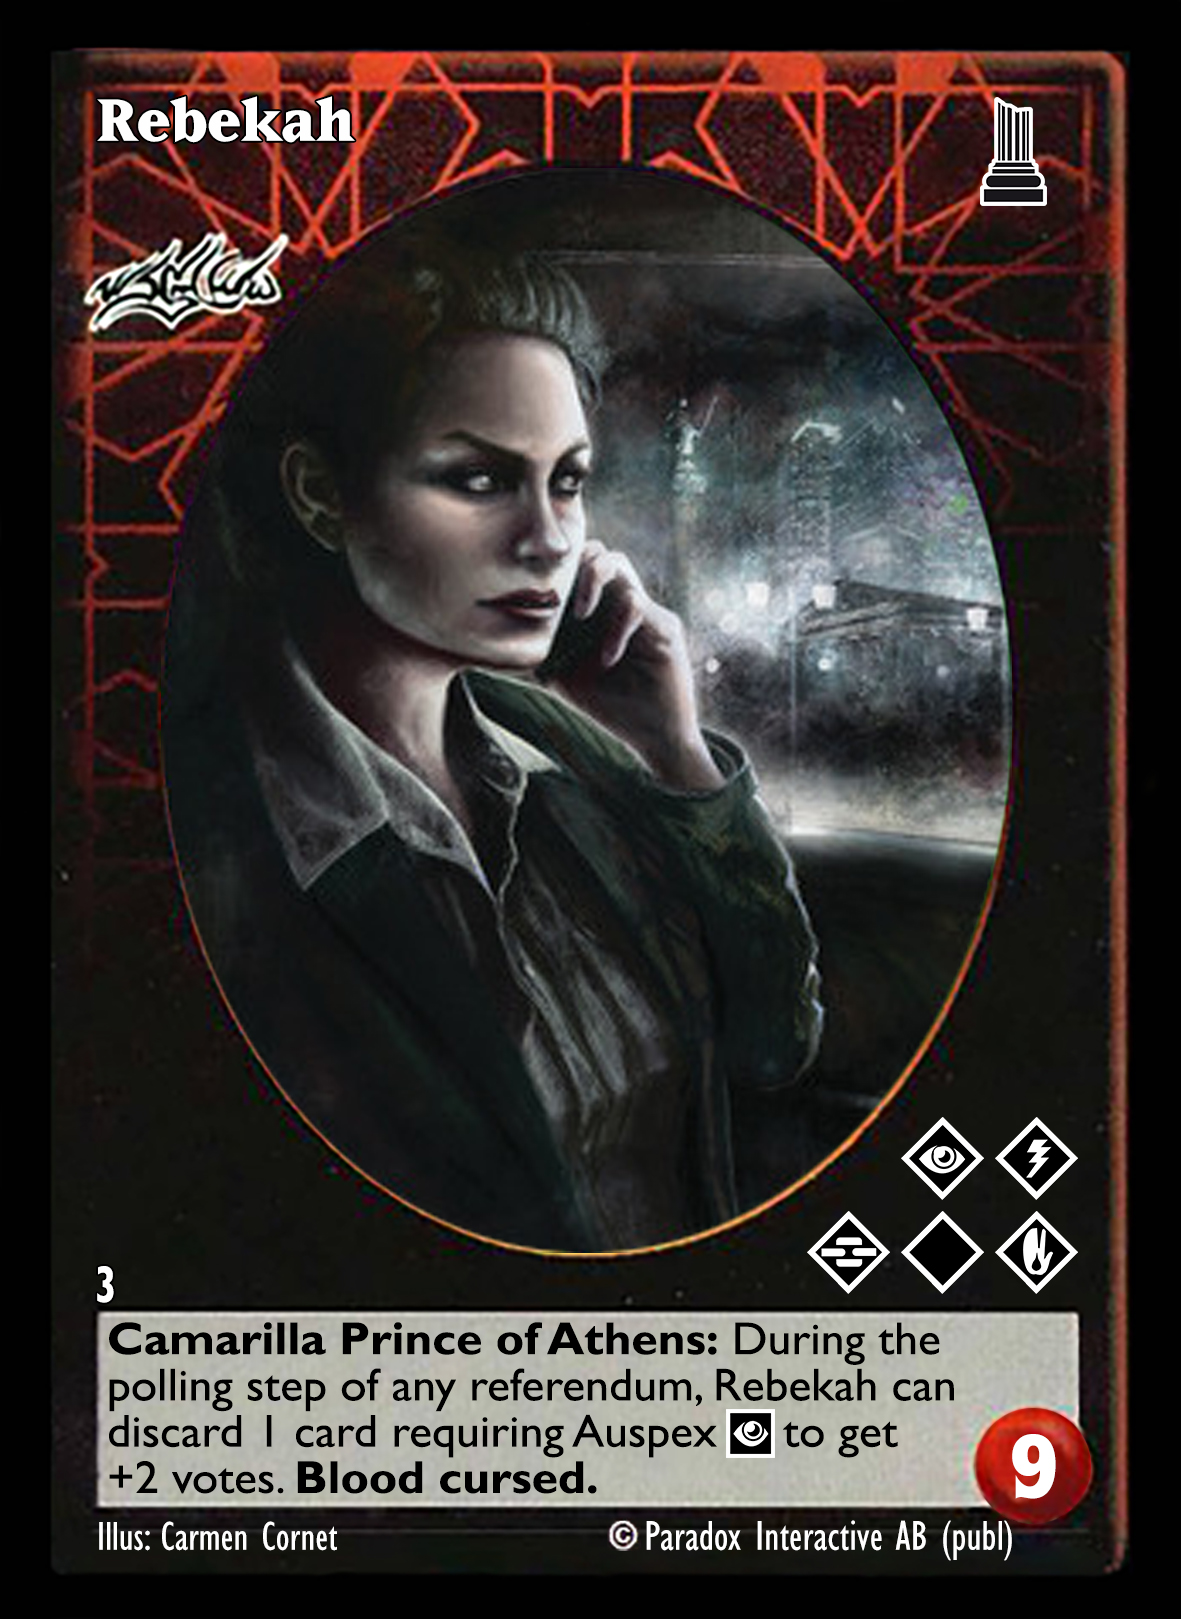 Rebekah
3
Camarilla Prince of Athens: During the
polling step of any referendum, Rebekah can
discard 1 card requiring Auspex to get
+2 votes. Blood cursed.
9
Illus: Carmen Cornet © Paradox Interactive AB (publ)